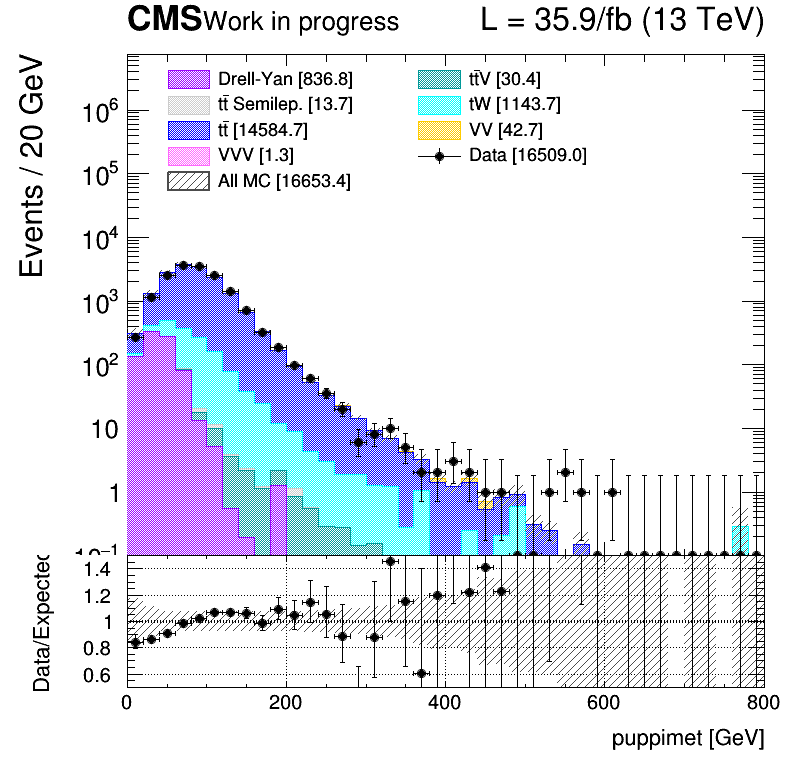 CMS Work in progress L = 35.9/fb (13 TeV)
Events / 20 GeV
Drell-Yan [836.8] tt̄V [30.4]
tt̄ Semilep. [13.7] tW [1143.7]
tt̄ [14584.7] VV [42.7]
VVV [1.3] Data [16509.0]
All MC [16653.4]
10⁶
10⁵
10⁴
10³
10²
10
1
10⁻¹
Data/Expected
1.4
1.2
1
0.8
0.6
0 200 400 600 800
puppimet [GeV]